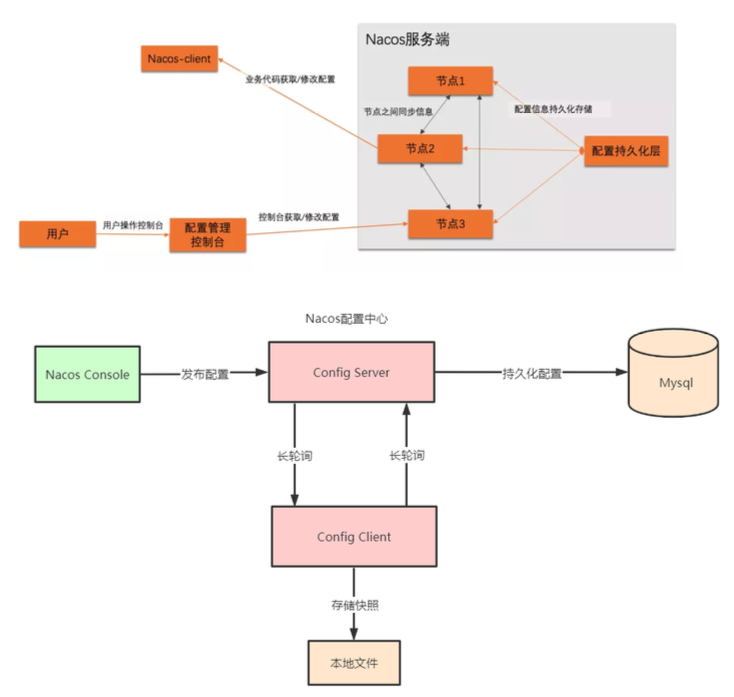 Nacos服务端
Nacos-client
节点1
业务代码获取/修改配置
节点之间同步信息
配置信息持久化存储
节点2
配置持久化层
控制台获取/修改配置
用户操作控制台
用户
配置管理
控制台
节点3
Nacos配置中心
Nacos Console
发布配置
Config Server
持久化配置
Mysql
长轮询
长轮询
Config Client
存储快照
本地文件